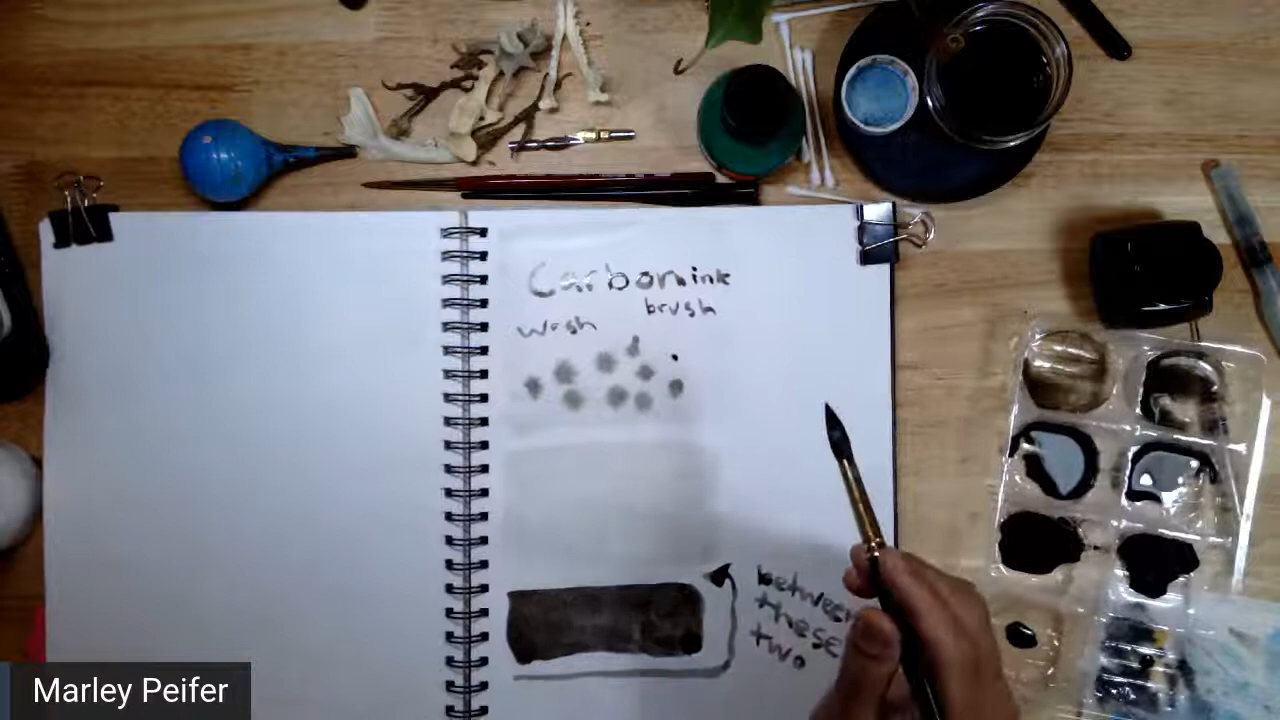 Carbon ink
brush
wash
between
these
two
Marley Peifer